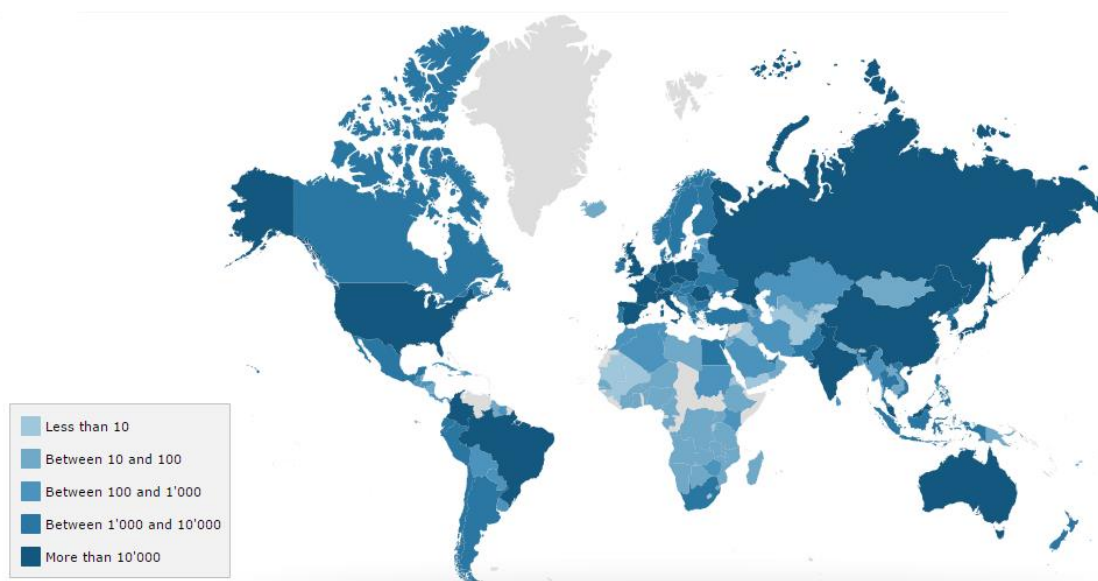 Less than 10
Between 10 and 100
Between 100 and 1'000
Between 1'000 and 10'000
More than 10'000